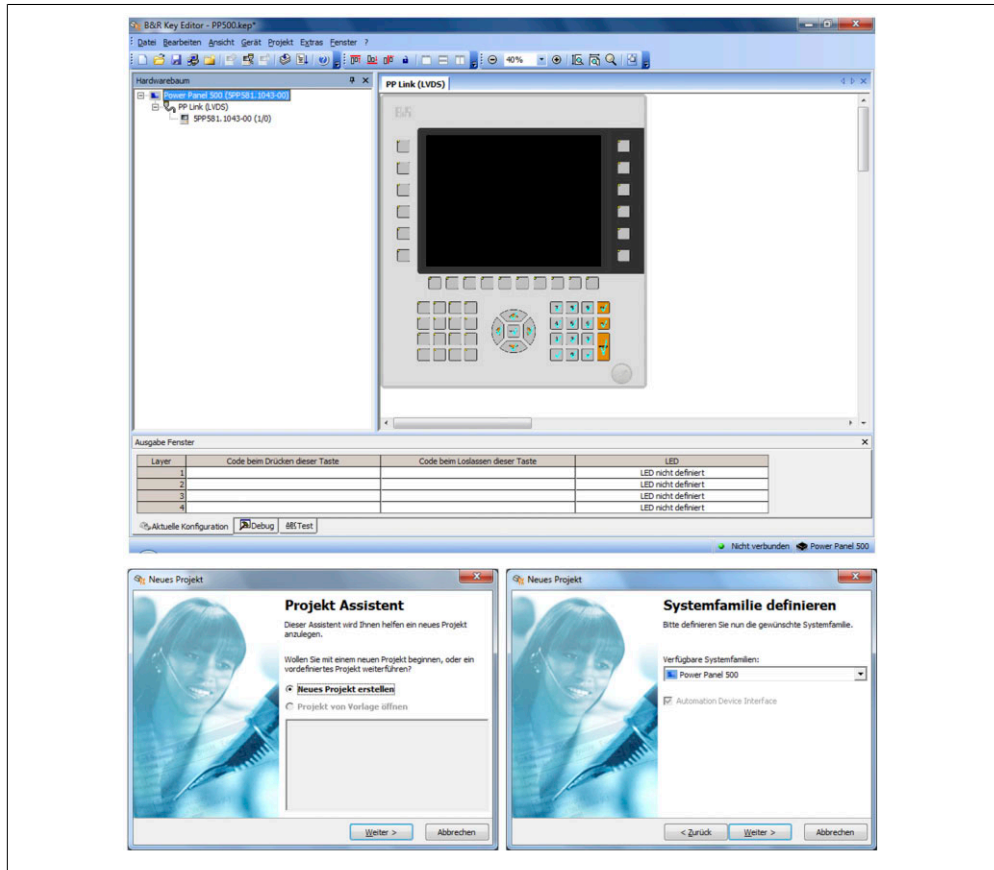 B&R Key Editor - PP500.kep*
Datei Bearbeiten Ansicht Gerät Projekt Extras Fenster ?
40%
Hardwarebaum
Power Panel 500 (5PP581.1043-00)
PP Link (LVDS)
5PP581.1043-00 (1/0)
PP Link (LVDS)
B&R
Ausgabe Fenster
Layer Code beim Drücken dieser Taste Code beim Loslassen dieser Taste LED
1 LED nicht definiert
2 LED nicht definiert
3 LED nicht definiert
4 LED nicht definiert
Aktuelle Konfiguration Debug Test
Nicht verbunden Power Panel 500
Neues Projekt
Projekt Assistent
Dieser Assistent wird Ihnen helfen ein neues Projekt
anzulegen.
Wollen Sie mit einem neuen Projekt beginnen, oder ein
vordefiniertes Projekt weiterführen?
Neues Projekt erstellen
Projekt von Vorlage öffnen
Weiter > Abbrechen
Neues Projekt
Systemfamilie definieren
Bitte definieren Sie nun die gewünschte Systemfamilie.
Verfügbare Systemfamilien:
Power Panel 500
Automation Device Interface
< Zurück Weiter > Abbrechen